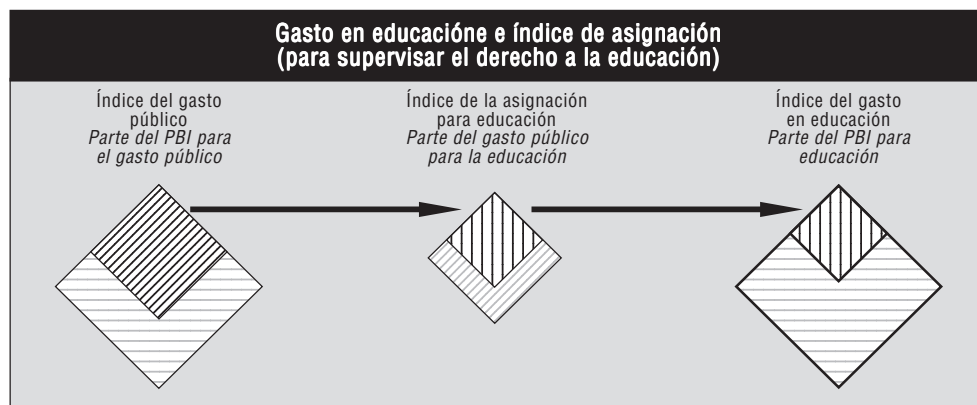 Gasto en educacióne e índice de asignación
(para supervisar el derecho a la educación)
Índice del gasto
público
Parte del PBI para
el gasto público
Índice de la asignación
para educación
Parte del gasto público
para la educación
Índice del gasto
en educación
Parte del PBI para
educación